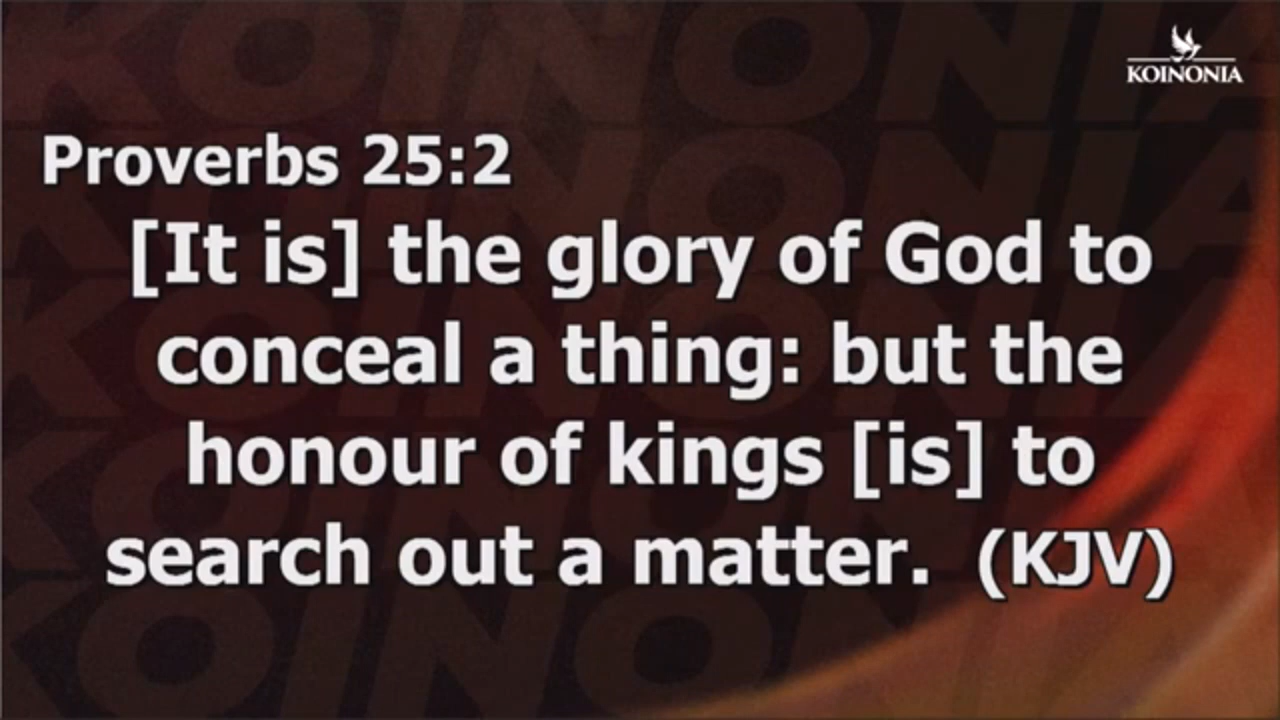 KOINONIA
Proverbs 25:2
[It is] the glory of God to
conceal a thing: but the
honour of kings [is] to
search out a matter. (KJV)